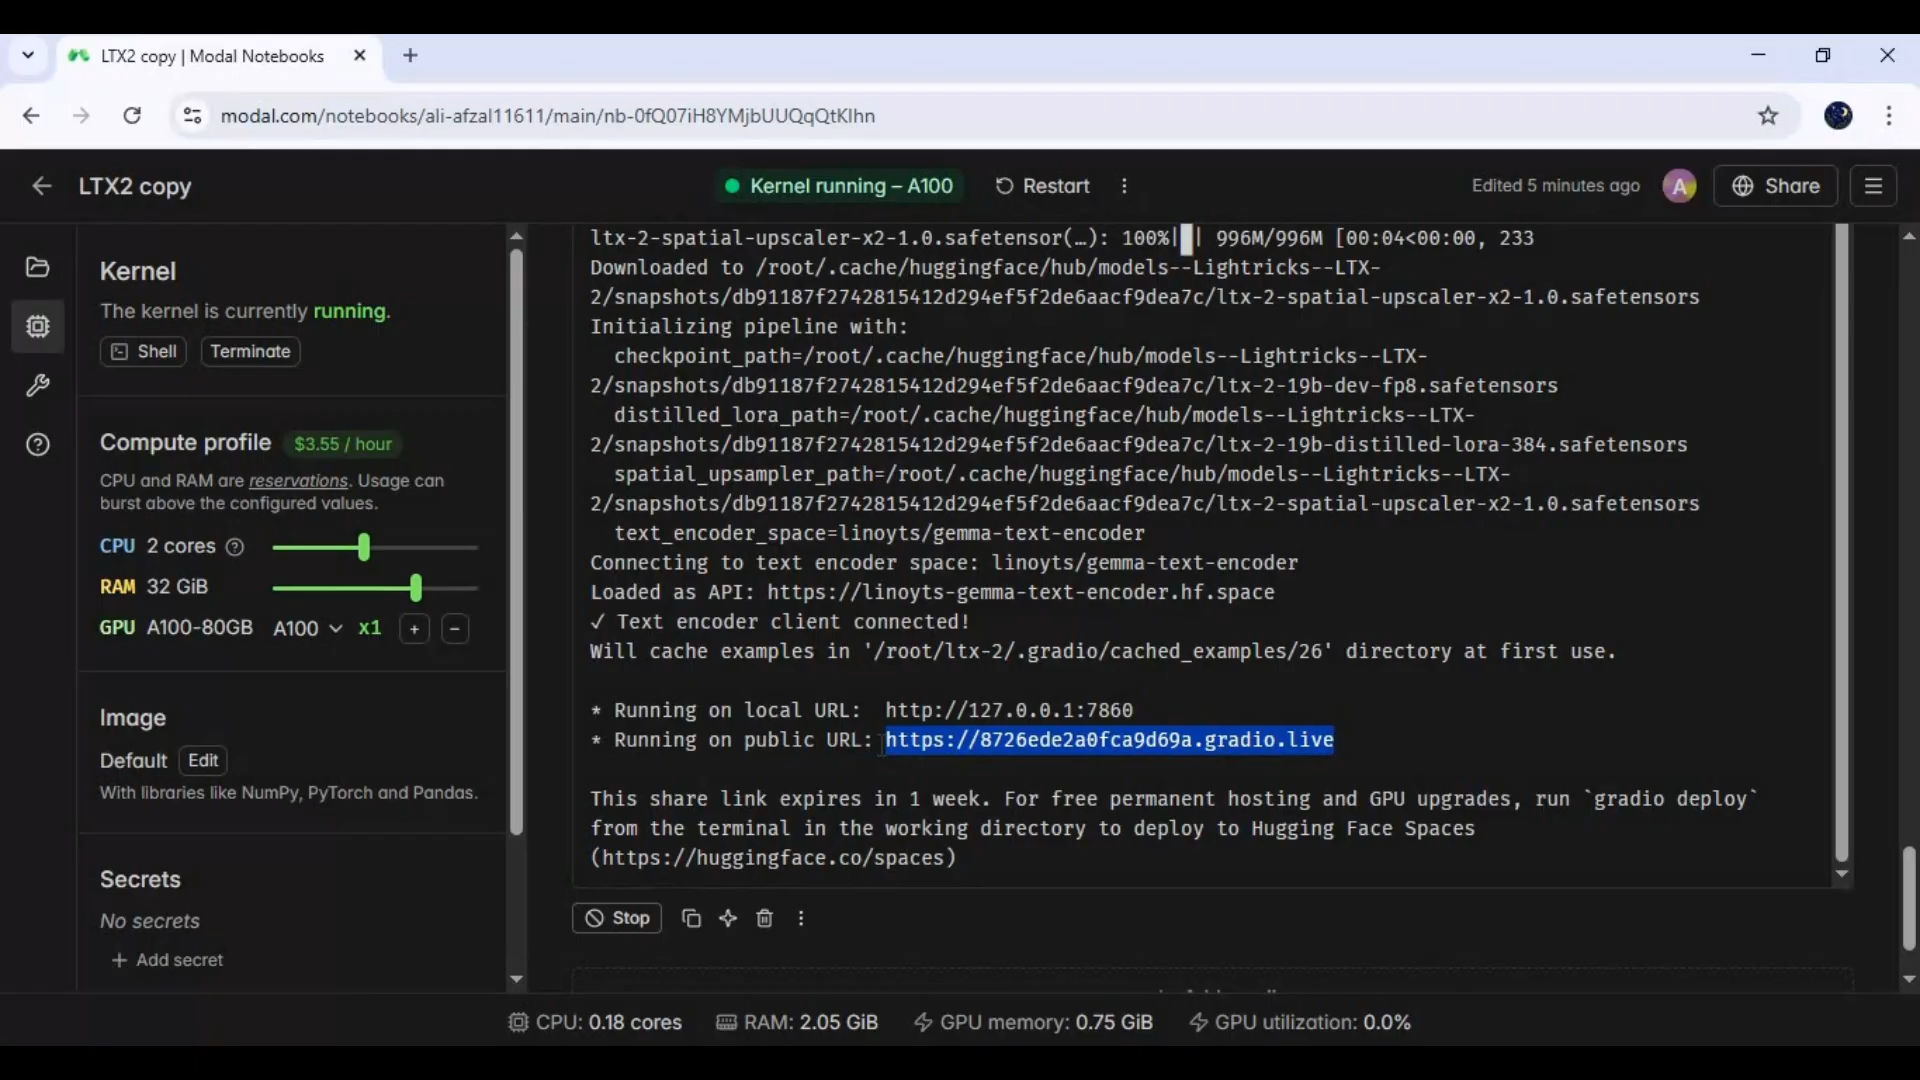 LTX2 copy | Modal Notebooks
modal.com/notebooks/ali-afzal11611/main/nb-0fQ07iH8YMjbUUQqQtKIhn
LTX2 copy
Kernel running – A100
Restart
Edited 5 minutes ago
A
Share
Kernel
The kernel is currently running.
Shell
Terminate
Compute profile
$3.55 / hour
CPU and RAM are reservations. Usage can
burst above the configured values.
CPU 2 cores
RAM 32 GiB
GPU A100-80GB A100 x1 + -
Image
Default Edit
With libraries like NumPy, PyTorch and Pandas.
Secrets
No secrets
+ Add secret
ltx-2-spatial-upscaler-x2-1.0.safetensor(…): 100%|█| 996M/996M [00:04<00:00, 233
Downloaded to /root/.cache/huggingface/hub/models--Lightricks--LTX-
2/snapshots/db91187f2742815412d294ef5f2de6aacf9dea7c/ltx-2-spatial-upscaler-x2-1.0.safetensors
Initializing pipeline with:
checkpoint_path=/root/.cache/huggingface/hub/models--Lightricks--LTX-
2/snapshots/db91187f2742815412d294ef5f2de6aacf9dea7c/ltx-2-19b-dev-fp8.safetensors
distilled_lora_path=/root/.cache/huggingface/hub/models--Lightricks--LTX-
2/snapshots/db91187f2742815412d294ef5f2de6aacf9dea7c/ltx-2-19b-distilled-lora-384.safetensors
spatial_upsampler_path=/root/.cache/huggingface/hub/models--Lightricks--LTX-
2/snapshots/db91187f2742815412d294ef5f2de6aacf9dea7c/ltx-2-spatial-upscaler-x2-1.0.safetensors
text_encoder_space=linoyts/gemma-text-encoder
Connecting to text encoder space: linoyts/gemma-text-encoder
Loaded as API: https://linoyts-gemma-text-encoder.hf.space
✓ Text encoder client connected!
Will cache examples in '/root/ltx-2/.gradio/cached_examples/26' directory at first use.
* Running on local URL: http://127.0.0.1:7860
* Running on public URL: https://8726ede2a0fca9d69a.gradio.live
This share link expires in 1 week. For free permanent hosting and GPU upgrades, run `gradio deploy`
from the terminal in the working directory to deploy to Hugging Face Spaces
(https://huggingface.co/spaces)
Stop
CPU: 0.18 cores
RAM: 2.05 GiB
GPU memory: 0.75 GiB
GPU utilization: 0.0%